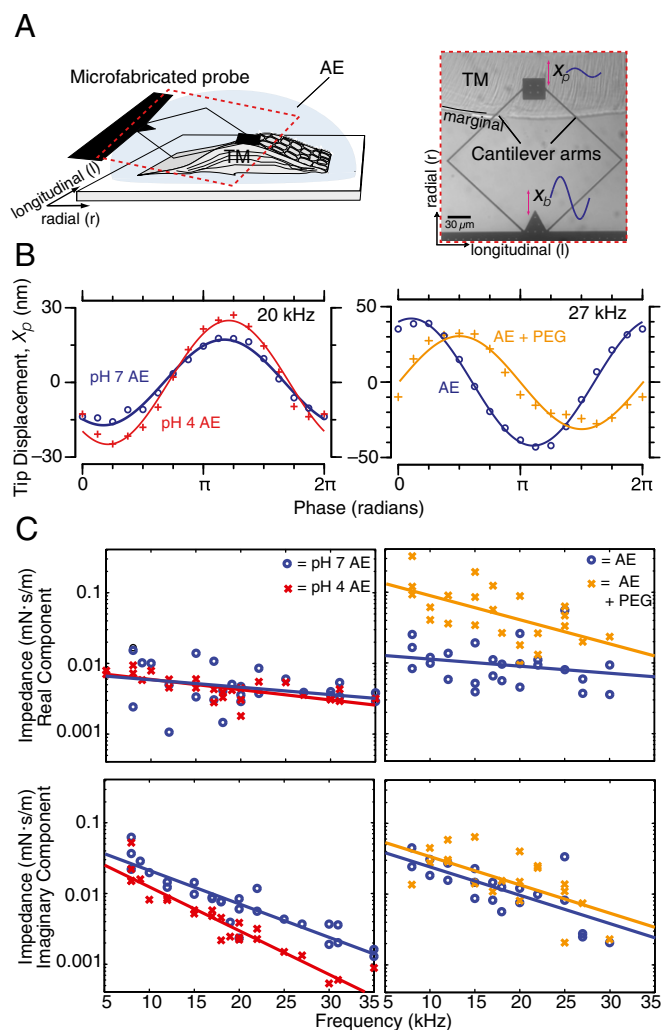 A
Microfabricated probe
AE
TM
longitudinal (l)
radial (r)
TM
Xp
marginal
Cantilever arms
Xb
radial (r)
30 µm
longitudinal (l)
B
Tip Displacement, Xp (nm)
30
0
−30
20 kHz
pH 7 AE
pH 4 AE
0
π
2π
50
0
−50
27 kHz
AE + PEG
AE
0
π
2π
Phase (radians)
C
Impedance (mN·s/m)
Real Component
0.1
0.01
0.001
= pH 7 AE
= pH 4 AE
= AE
= AE
+ PEG
Impedance (mN·s/m)
Imaginary Component
0.1
0.01
0.001
5
10
15
20
25
30
35
5
10
15
20
25
30
35
Frequency (kHz)